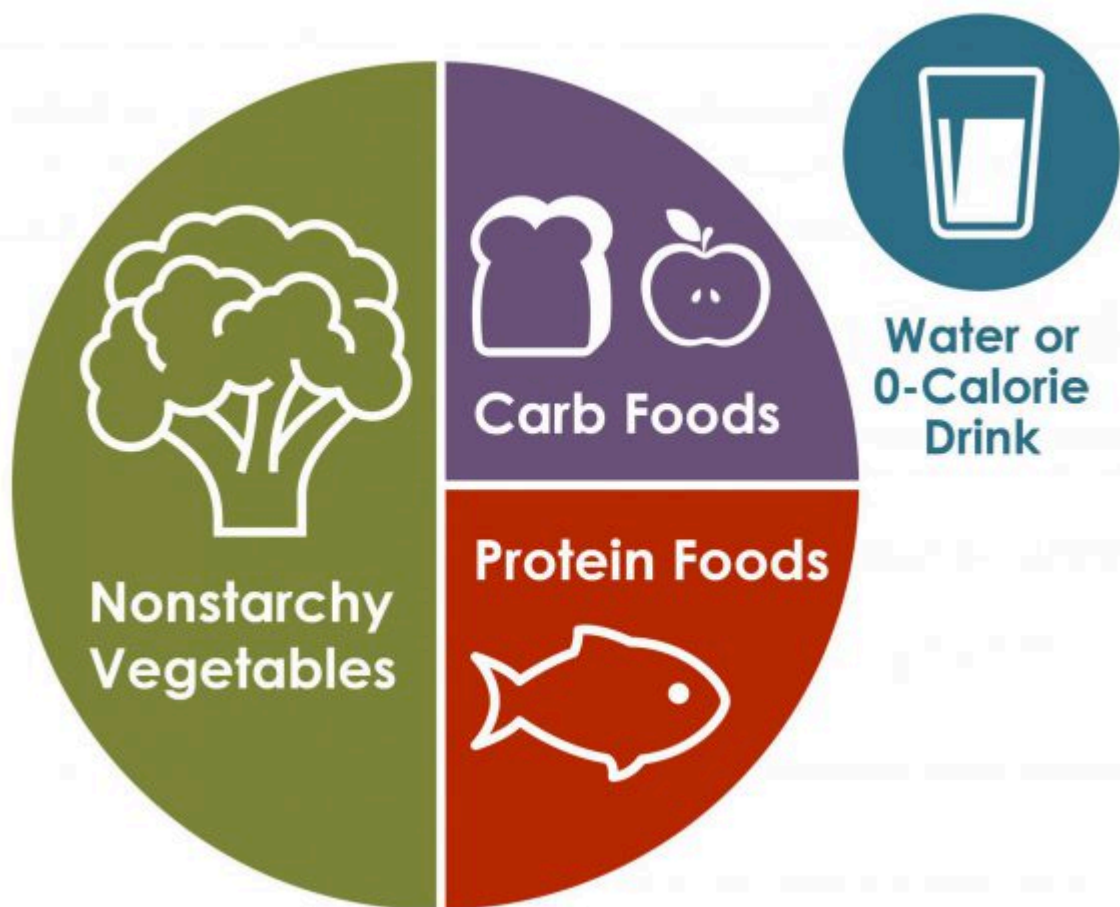 Nonstarchy
Vegetables
Carb Foods
Protein Foods
Water or
0-Calorie
Drink